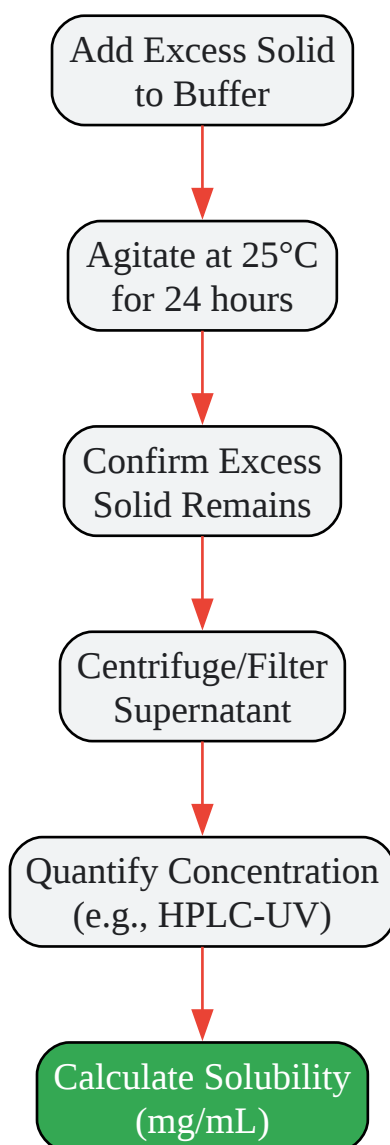 Add Excess Solid
to Buffer
Agitate at 25°C
for 24 hours
Confirm Excess
Solid Remains
Centrifuge/Filter
Supernatant
Quantify Concentration
(e.g., HPLC-UV)
Calculate Solubility
(mg/mL)